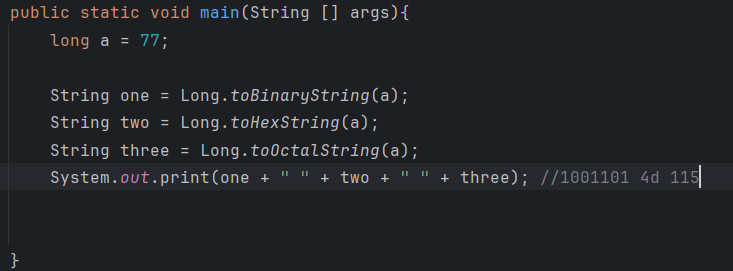 public static void main(String [] args){
long a = 77;
String one = Long.toBinaryString(a);
String two = Long.toHexString(a);
String three = Long.toOctalString(a);
System.out.print(one + " " + two + " " + three); //1001101 4d 115
}